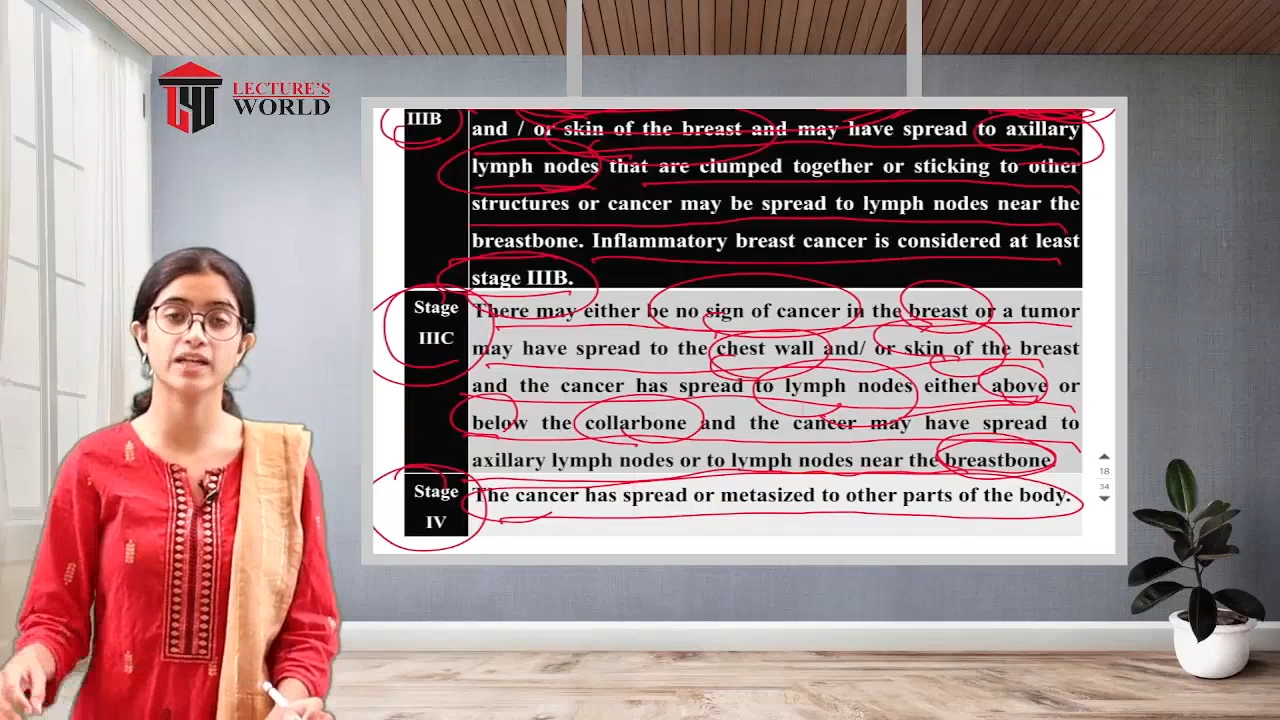 LECTURE'S
WORLD
IIIB
and / or skin of the breast and may have spread to axillary
lymph nodes that are clumped together or sticking to other
structures or cancer may be spread to lymph nodes near the
breastbone. Inflammatory breast cancer is considered at least
stage IIIB.
Stage
IIIC
There may either be no sign of cancer in the breast or a tumor
may have spread to the chest wall and/ or skin of the breast
and the cancer has spread to lymph nodes either above or
below the collarbone and the cancer may have spread to
axillary lymph nodes or to lymph nodes near the breastbone.
Stage
IV
The cancer has spread or metasized to other parts of the body.
18
34